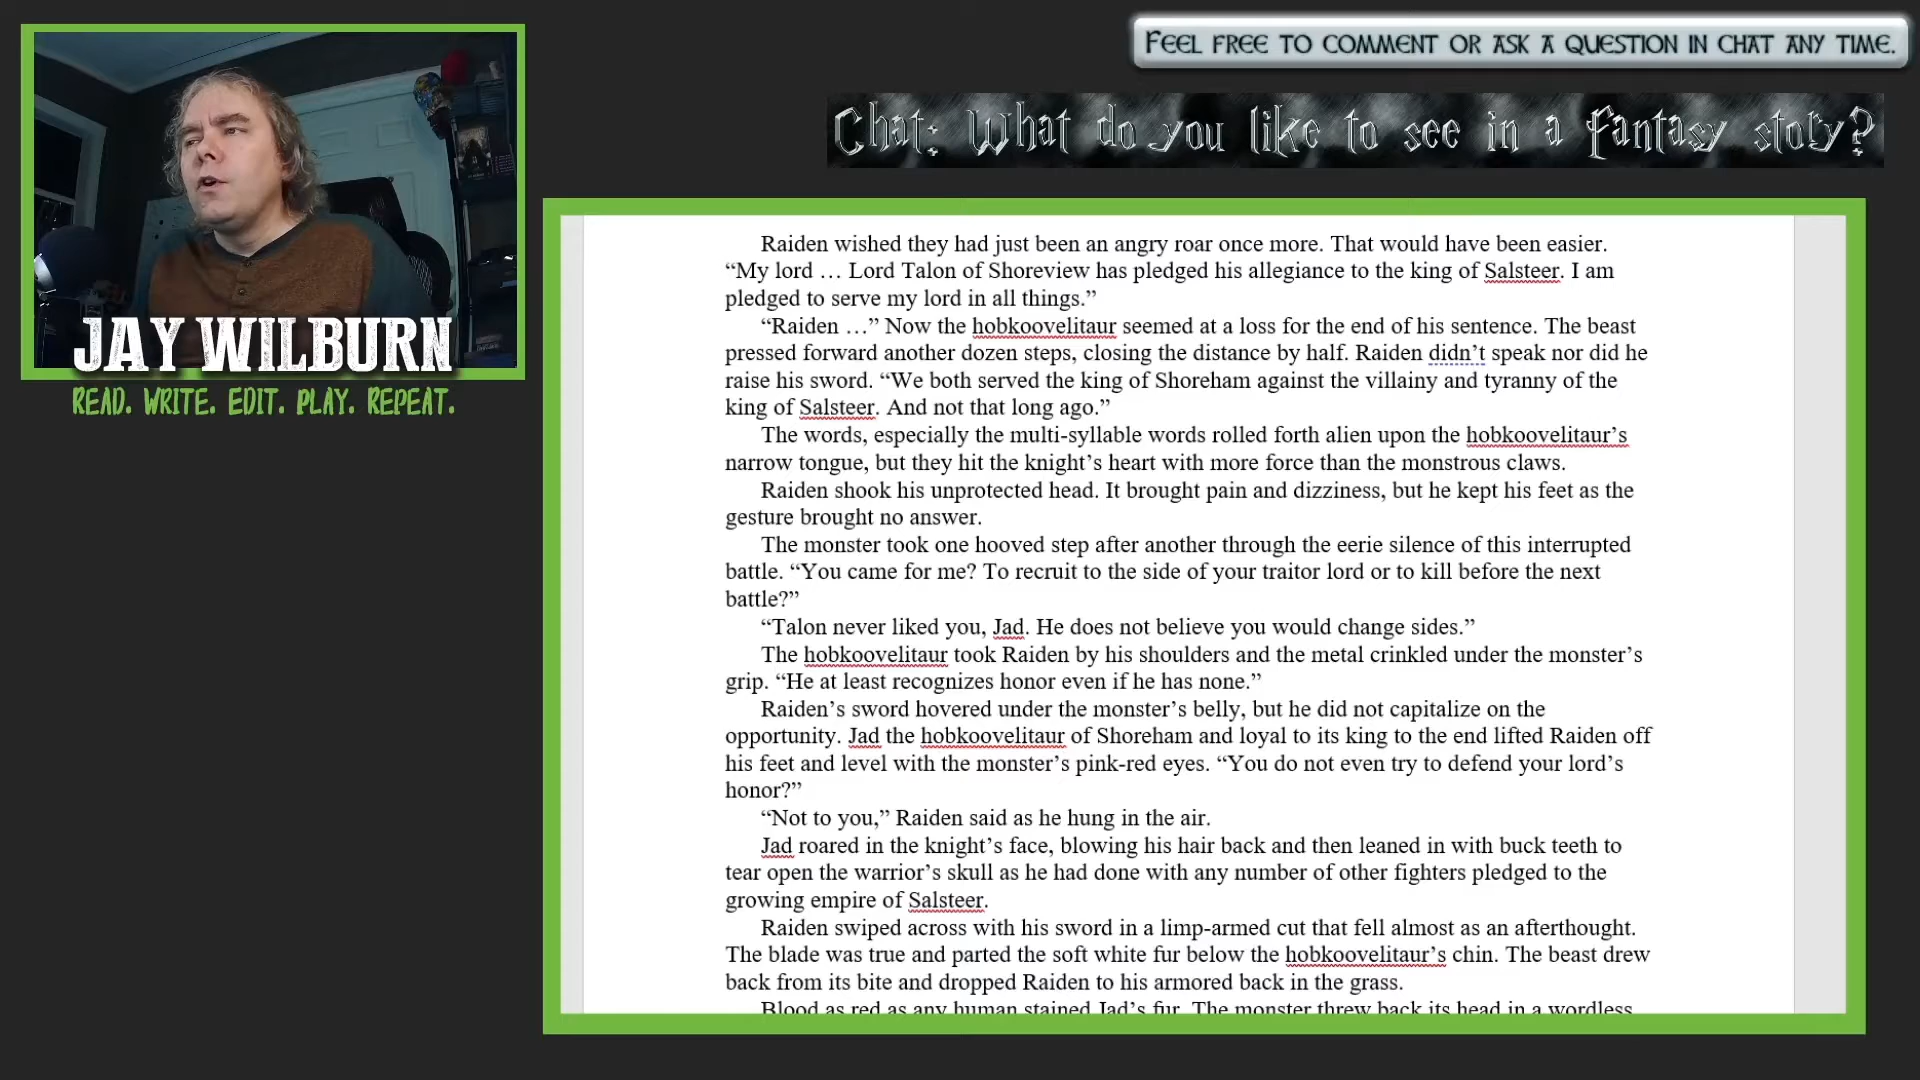 FEEL FREE TO COMMENT OR ASK A QUESTION IN CHAT ANY TIME.
Chat: What do you like to see in a fantasy story?
JAY WILBURN
READ. WRITE. EDIT. PLAY. REPEAT.
Raiden wished they had just been an angry roar once more. That would have been easier.
“My lord … Lord Talon of Shoreview has pledged his allegiance to the king of Salsteer. I am
pledged to serve my lord in all things.”
“Raiden …” Now the hobkoovelitaur seemed at a loss for the end of his sentence. The beast
pressed forward another dozen steps, closing the distance by half. Raiden didn’t speak nor did he
raise his sword. “We both served the king of Shoreham against the villainy and tyranny of the
king of Salsteer. And not that long ago.”
The words, especially the multi-syllable words rolled forth alien upon the hobkoovelitaur’s
narrow tongue, but they hit the knight’s heart with more force than the monstrous claws.
Raiden shook his unprotected head. It brought pain and dizziness, but he kept his feet as the
gesture brought no answer.
The monster took one hooved step after another through the eerie silence of this interrupted
battle. “You came for me? To recruit to the side of your traitor lord or to kill before the next
battle?”
“Talon never liked you, Jad. He does not believe you would change sides.”
The hobkoovelitaur took Raiden by his shoulders and the metal crinkled under the monster’s
grip. “He at least recognizes honor even if he has none.”
Raiden’s sword hovered under the monster’s belly, but he did not capitalize on the
opportunity. Jad the hobkoovelitaur of Shoreham and loyal to its king to the end lifted Raiden off
his feet and level with the monster’s pink-red eyes. “You do not even try to defend your lord’s
honor?”
“Not to you,” Raiden said as he hung in the air.
Jad roared in the knight’s face, blowing his hair back and then leaned in with buck teeth to
tear open the warrior’s skull as he had done with any number of other fighters pledged to the
growing empire of Salsteer.
Raiden swiped across with his sword in a limp-armed cut that fell almost as an afterthought.
The blade was true and parted the soft white fur below the hobkoovelitaur’s chin. The beast drew
back from its bite and dropped Raiden to his armored back in the grass.
Blood as red as any human stained Jad’s fur. The monster threw back its head in a wordless